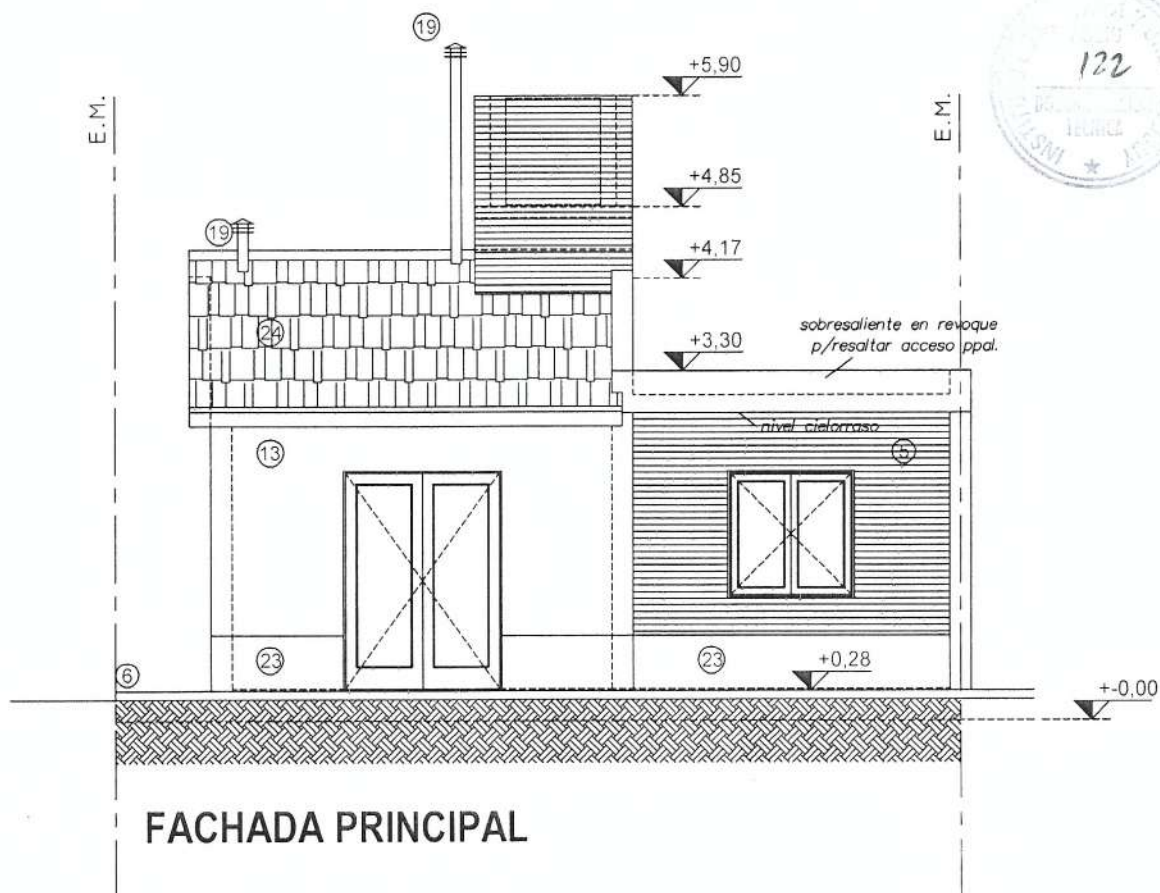 19
122
TECNICA
+5,90
E.M.
E.M.
+4,85
19
+4,17
24
sobresaliente en revoque
p/resaltar acceso ppal.
+3,30
nivel cielorraso
13
5
23
23
+0,28
6
+-0,00
FACHADA PRINCIPAL